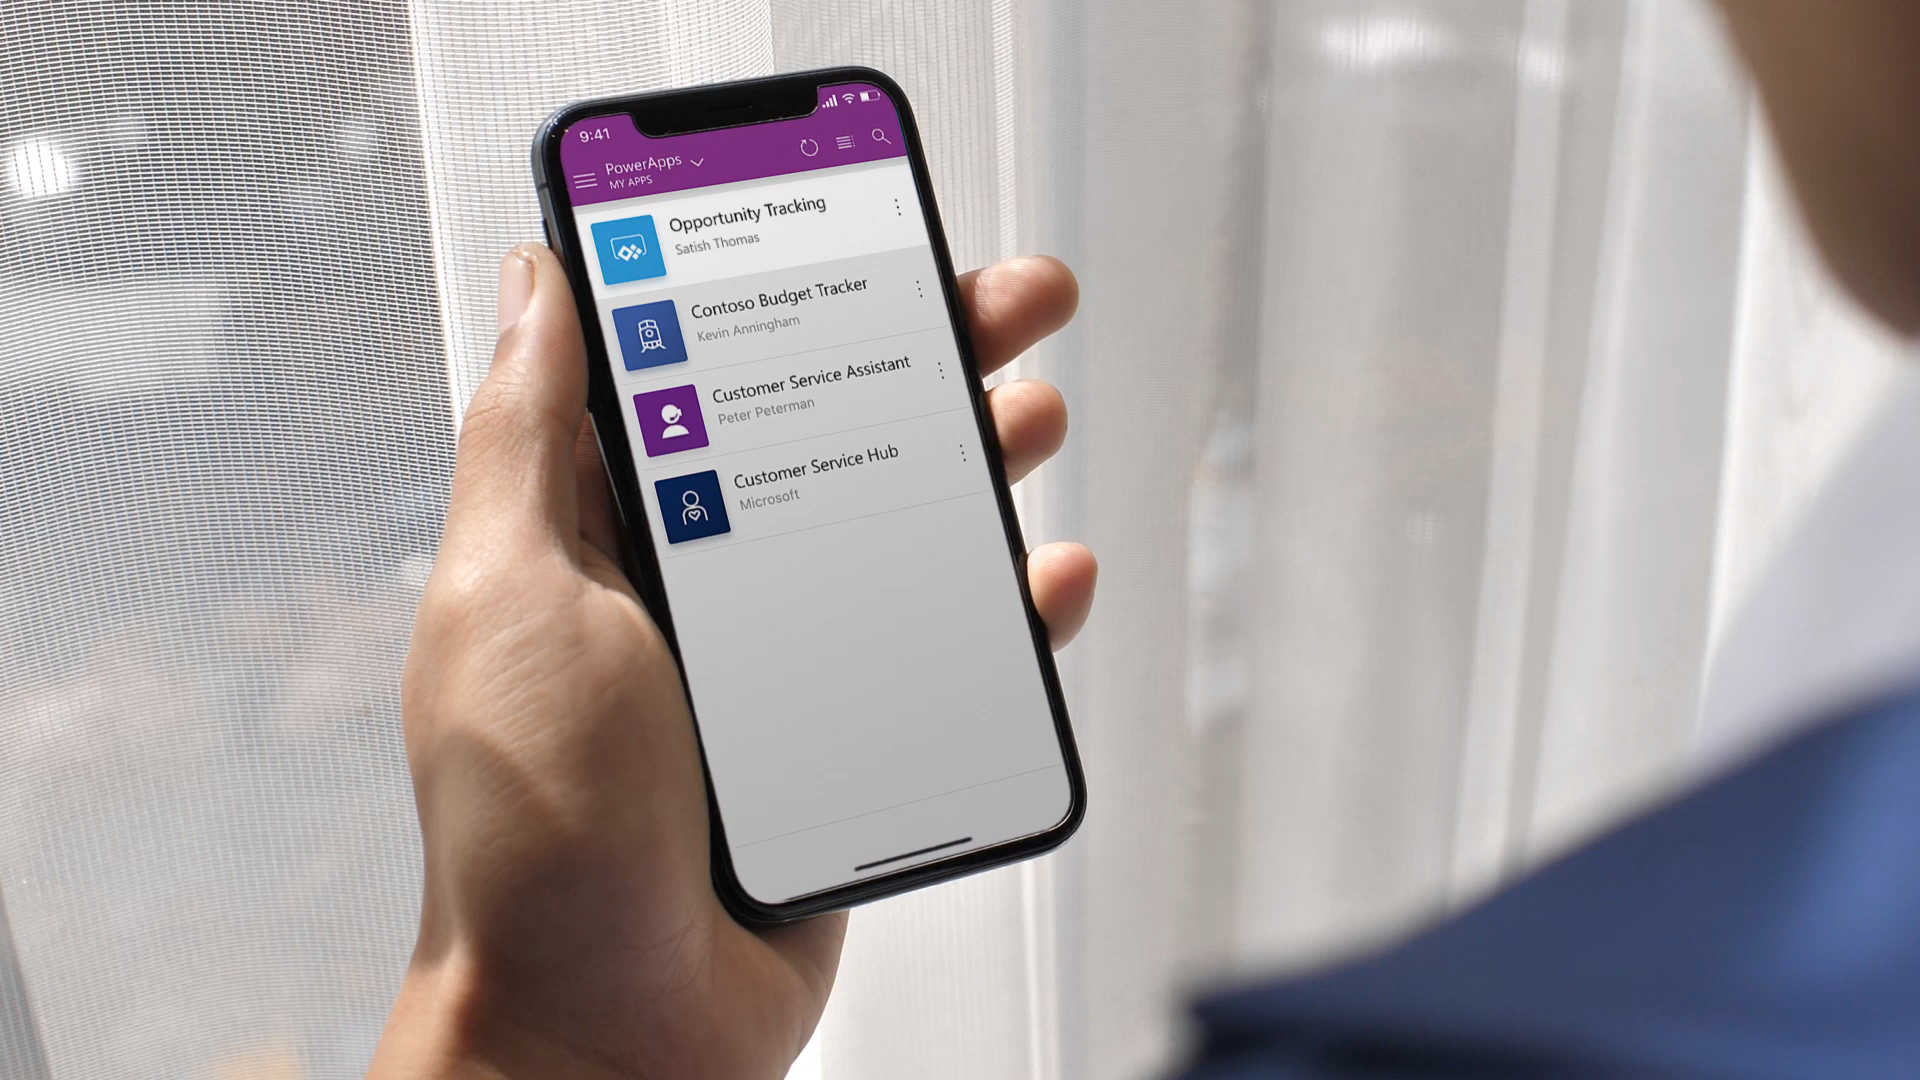 9:41
PowerApps
MY APPS
Opportunity Tracking
Satish Thomas
Contoso Budget Tracker
Kevin Anningham
Customer Service Assistant
Peter Peterman
Customer Service Hub
Microsoft